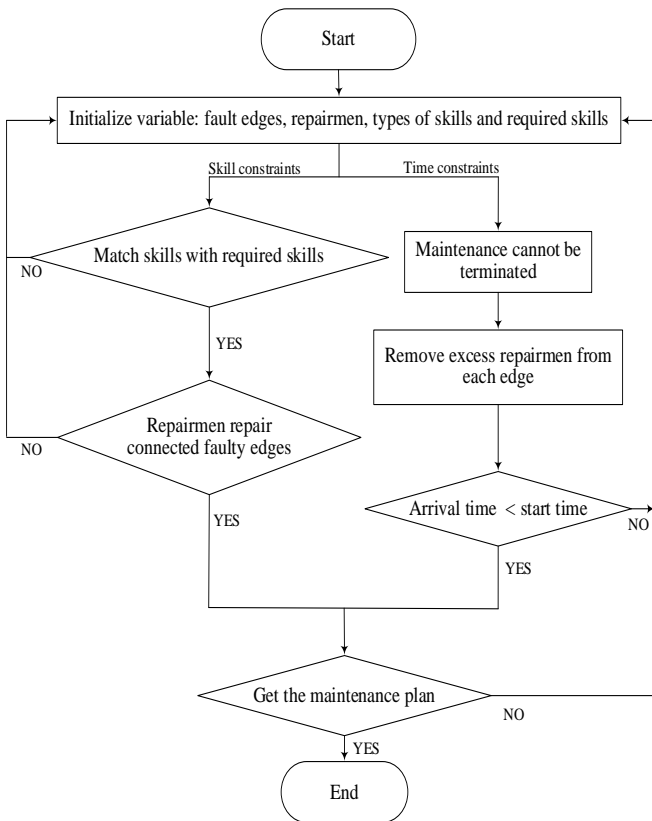 Start
Initialize variable: fault edges, repairmen, types of skills and required skills
Skill constraints
Time constraints
Match skills with required skills
NO
YES
Maintenance cannot be
terminated
Remove excess repairmen from
each edge
Repairmen repair
connected faulty edges
NO
YES
Arrival time < start time
NO
YES
Get the maintenance plan
NO
YES
End